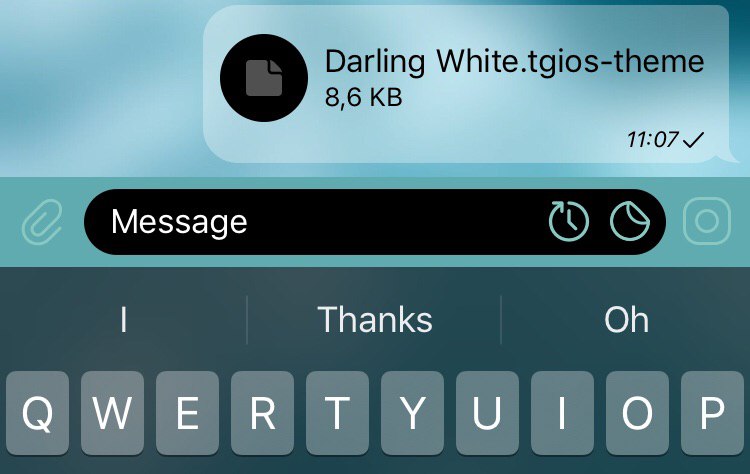 Darling White.tgios-theme
8,6 KB
11:07
Message
I Thanks Oh
Q W E R T Y U I O P